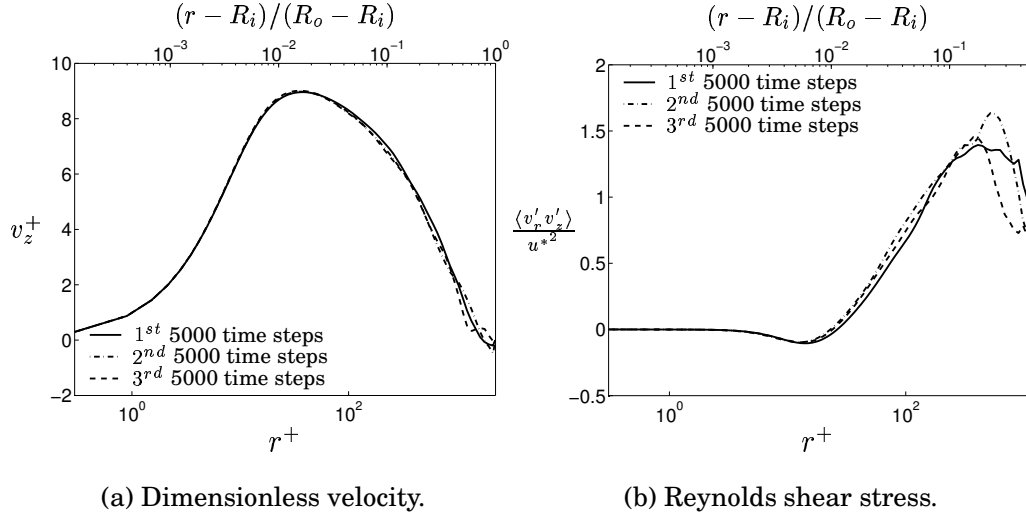 (r − R_i)/(R_o − R_i)
10^−3 10^−2 10^−1 10^0
10
8
6
4
2
0
−2
v_z^+
1^st 5000 time steps
2^nd 5000 time steps
3^rd 5000 time steps
10^0 10^2
r^+
(a) Dimensionless velocity.
(r − R_i)/(R_o − R_i)
10^−3 10^−2 10^−1
2
1.5
1
0.5
0
−0.5
⟨v′_r v′_z⟩
u*^2
1^st 5000 time steps
2^nd 5000 time steps
3^rd 5000 time steps
10^0 10^2
r^+
(b) Reynolds shear stress.